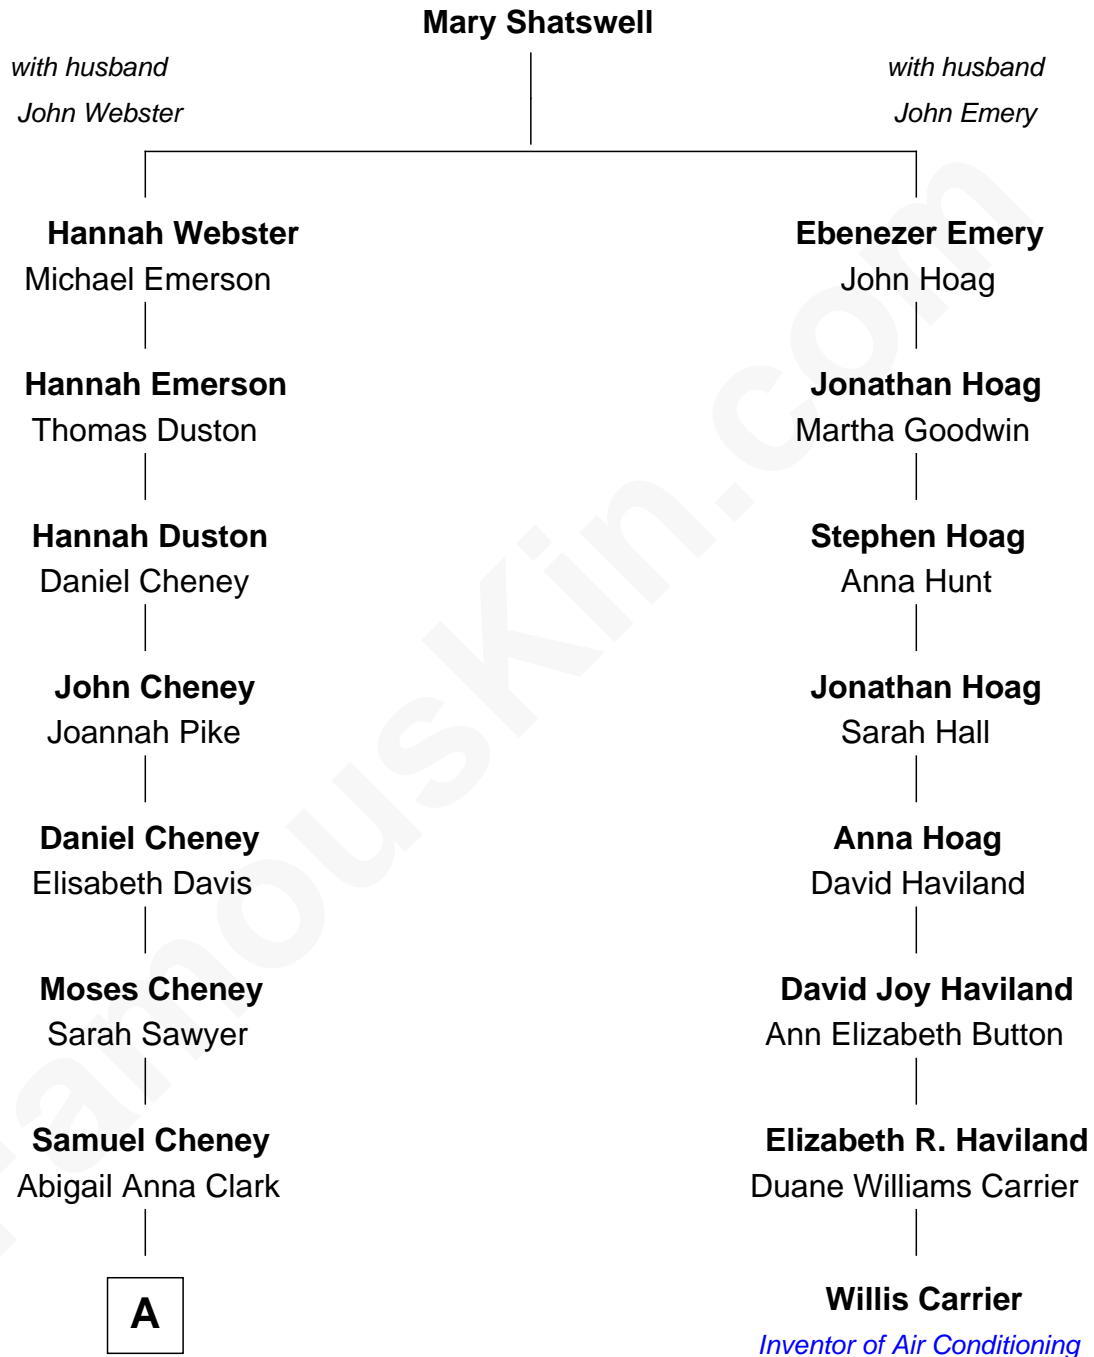 Mary Shatswell
with husband
John Webster
with husband
John Emery
Hannah Webster
Michael Emerson
Ebenezer Emery
John Hoag
Hannah Emerson
Thomas Duston
Jonathan Hoag
Martha Goodwin
Hannah Duston
Daniel Cheney
Stephen Hoag
Anna Hunt
John Cheney
Joannah Pike
Jonathan Hoag
Sarah Hall
Daniel Cheney
Elisabeth Davis
Anna Hoag
David Haviland
Moses Cheney
Sarah Sawyer
David Joy Haviland
Ann Elizabeth Button
Samuel Cheney
Abigail Anna Clark
Elizabeth R. Haviland
Duane Williams Carrier
A
Willis Carrier
Inventor of Air Conditioning
FamousKin.com